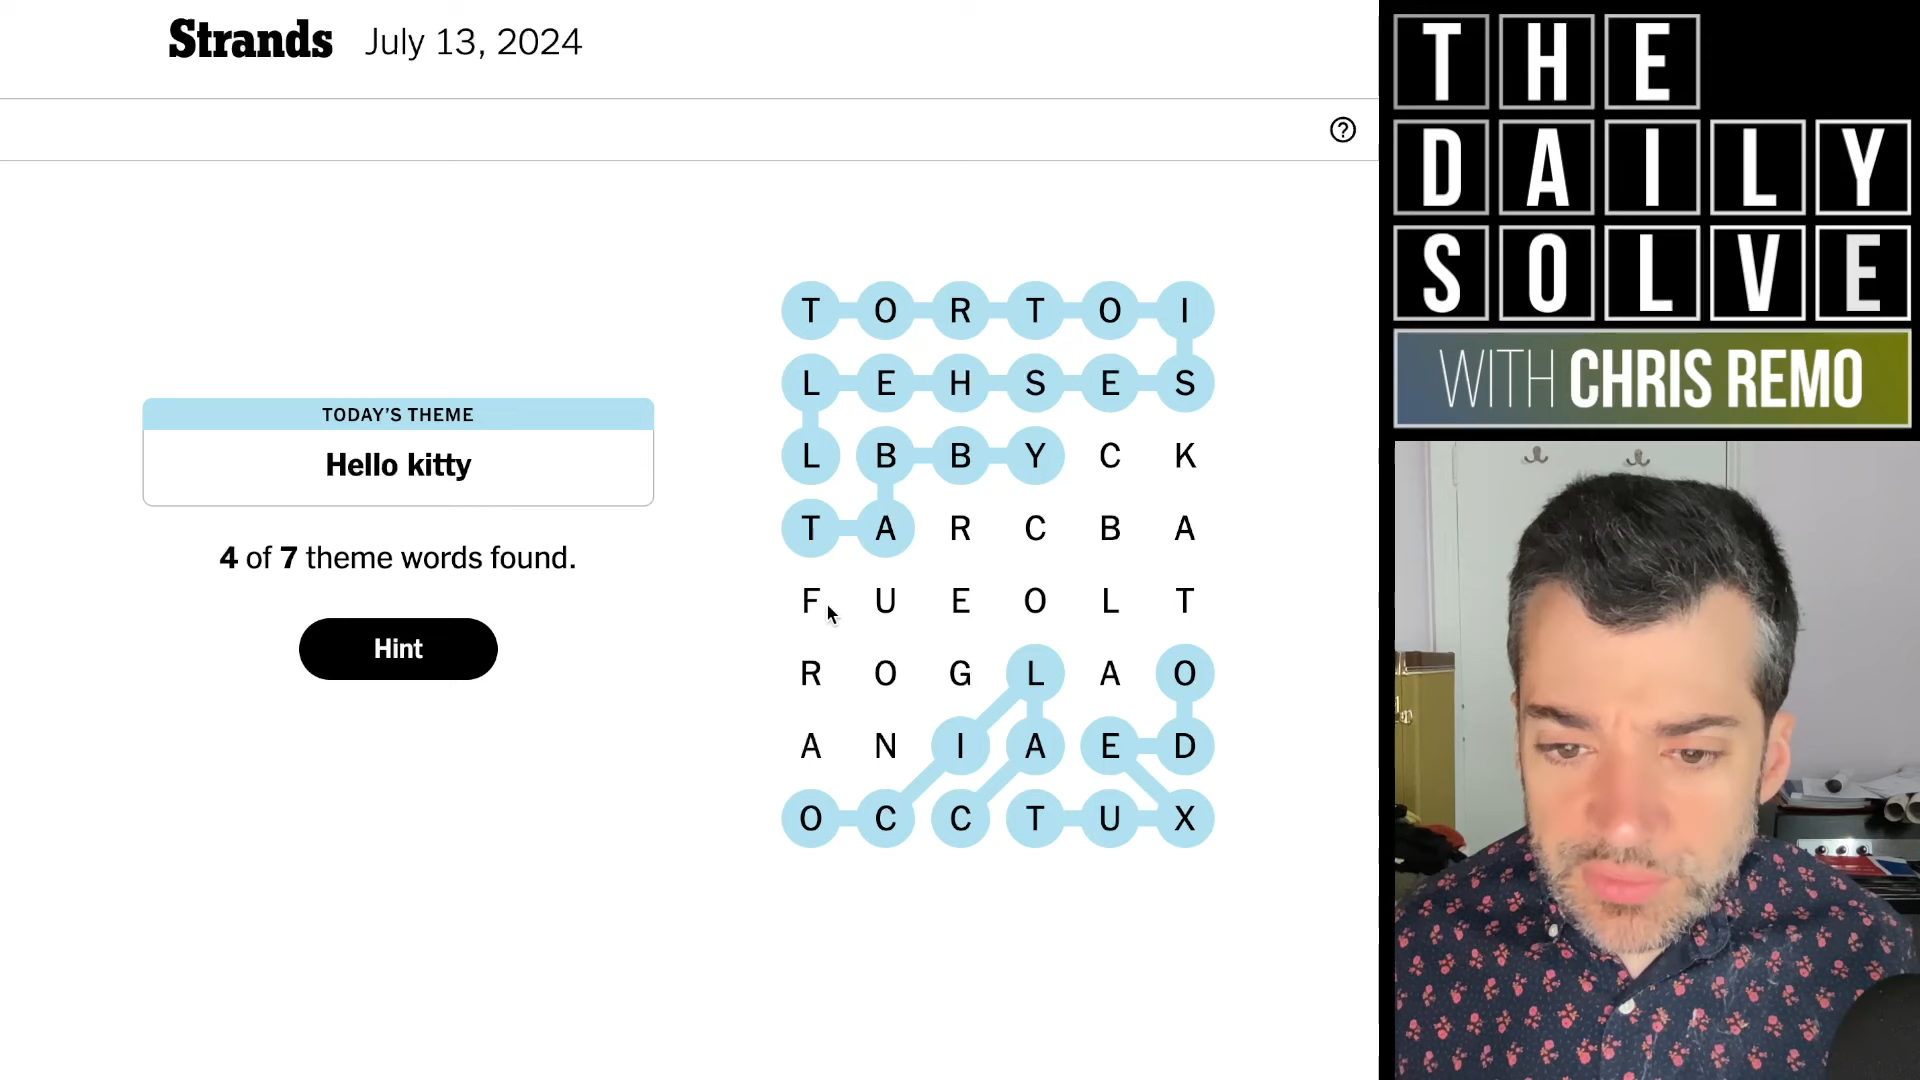 Strands July 13, 2024
?
TODAY'S THEME
Hello kitty
4 of 7 theme words found.
Hint
T O R T O I
L E H S E S
L B B Y C K
T A R C B A
F U E O L T
R O G L A O
A N I A E D
O C C T U X
THE
DAILY
SOLVE
WITH CHRIS REMO